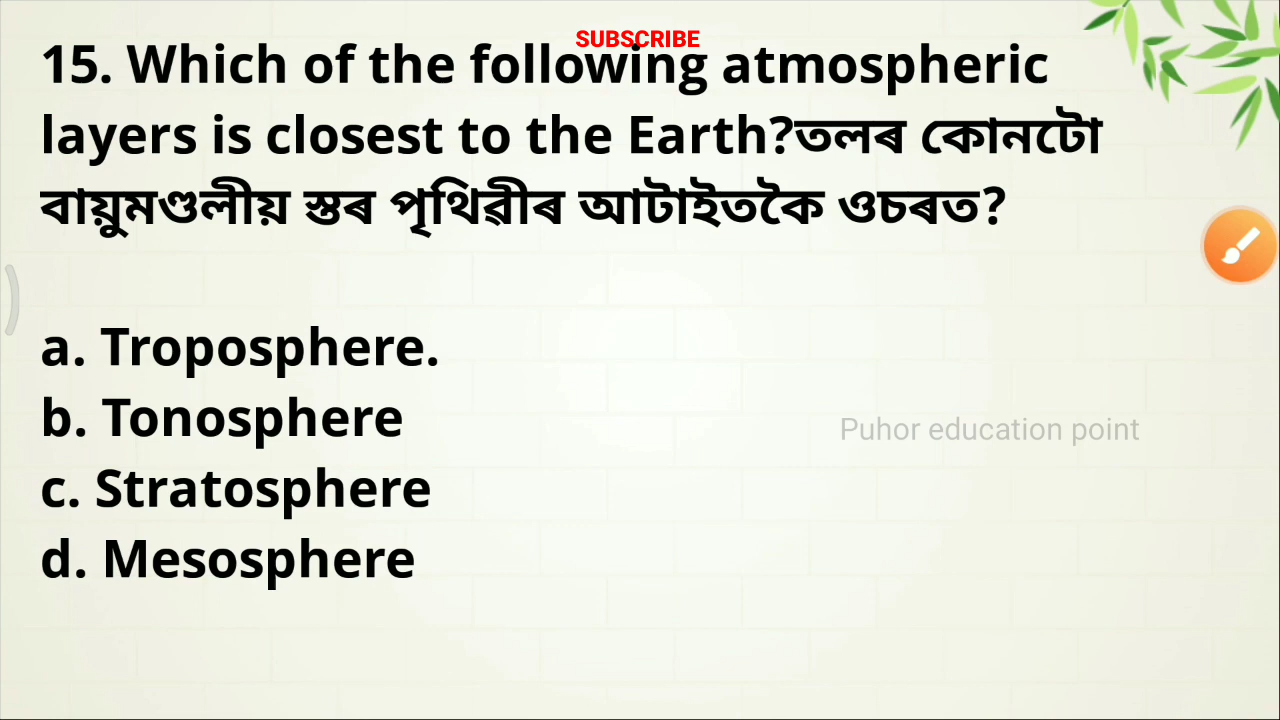 SUBSCRIBE
15. Which of the following atmospheric
layers is closest to the Earth?তলৰ কোনটো
বায়ুমণ্ডলীয় স্তৰ পৃথিৱীৰ আটাইতকৈ ওচৰত?
a. Troposphere.
b. Tonosphere
Puhor education point
c. Stratosphere
d. Mesosphere